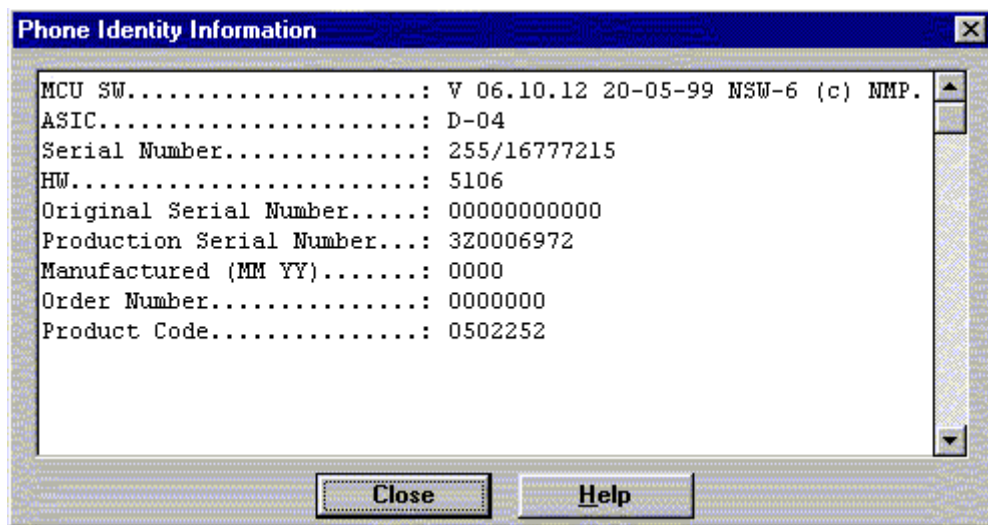 Phone Identity Information
MCU SW......................: V 06.10.12 20-05-99 NSW-6 (c) NMP.
ASIC........................: D-04
Serial Number...............: 255/16777215
HW..........................: 5106
Original Serial Number.....: 00000000000
Production Serial Number...: 3Z0006972
Manufactured (MM YY).......: 0000
Order Number...............: 0000000
Product Code...............: 0502252
Close
Help